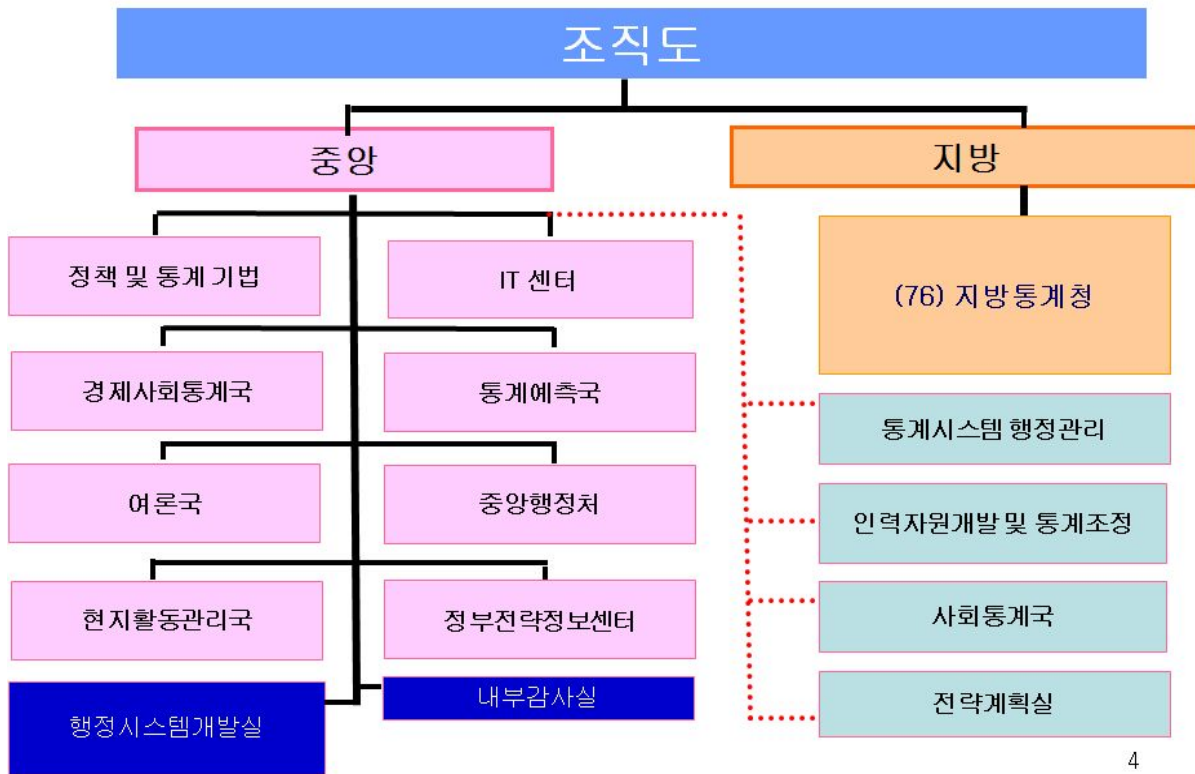 조직도
중앙
지방
정책 및 통계 기법
IT 센터
(76) 지방통계청
경제사회통계국
통계예측국
통계시스템 행정관리
여론국
중앙행정처
인력자원개발 및 통계조정
현지활동관리국
정부전략정보센터
사회통계국
행정시스템개발실
내부감사실
전략계획실
4